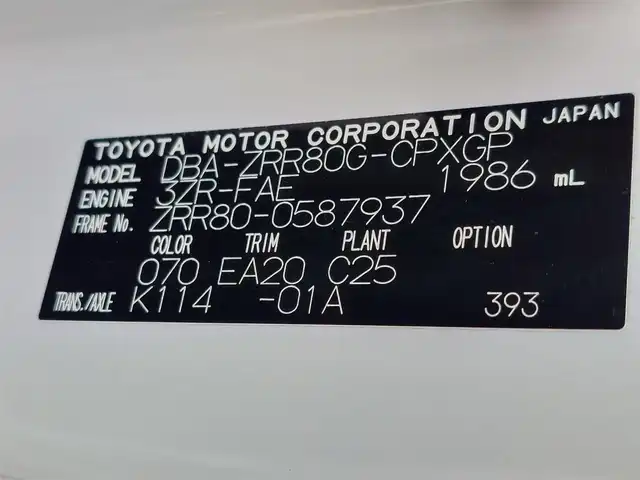 TOYOTA MOTOR CORPORATION JAPAN
MODEL DBA-ZRR80G-CPXGP
ENGINE 3ZR-FAE 1986 mL
FRAME No. ZRR80-0587937
COLOR TRIM PLANT OPTION
070 EA20 C25
TRANS./AXLE K114 -01A 393